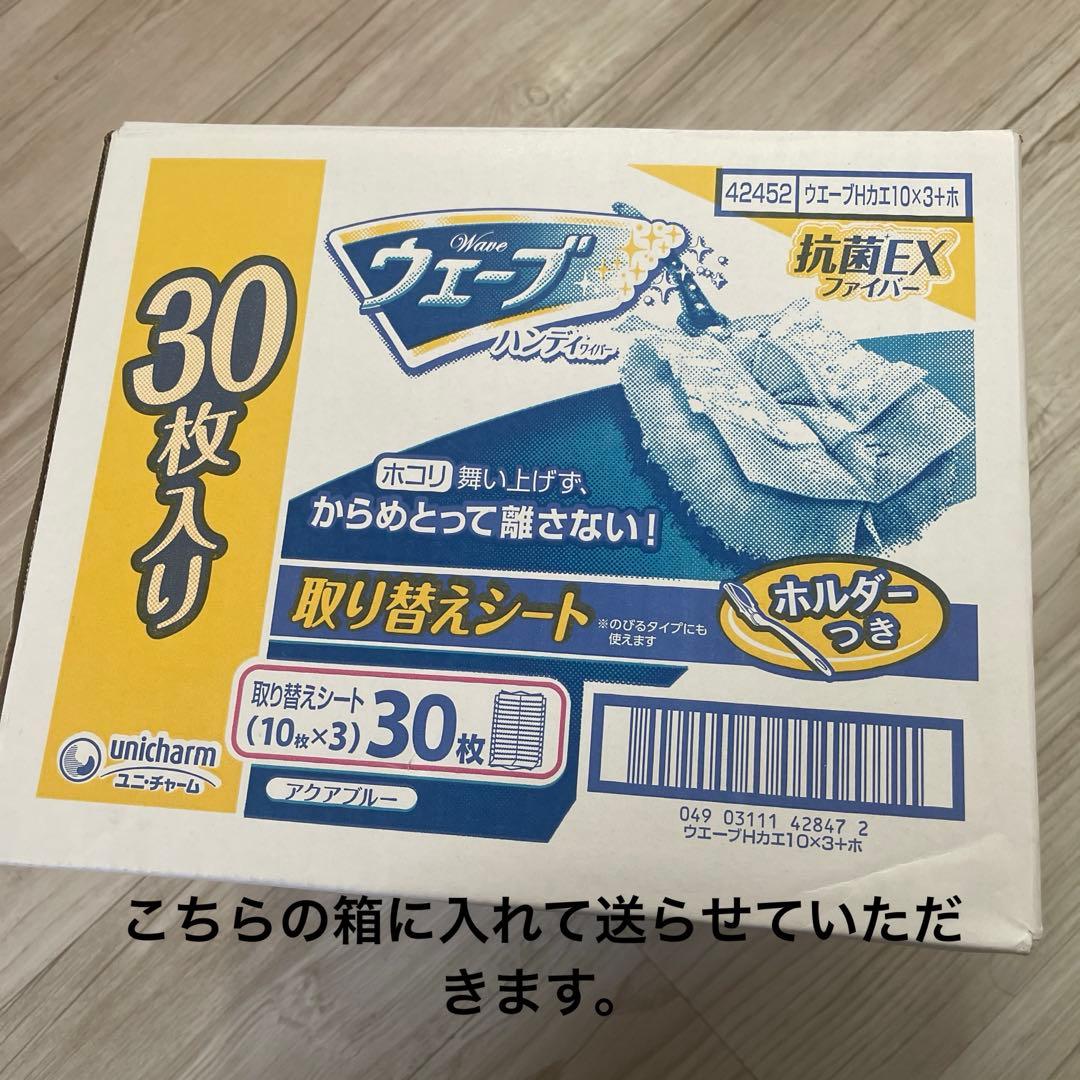 42452 ウエーブHカエ10×3+ホ
抗菌EX
ファイバー
Wave
ウェーブ
ハンディワイパー
30枚入り
ホコリ 舞い上げず、
からめとって離さない！
取り替えシート
※のびるタイプにも
使えます
ホルダー
つき
取り替えシート
(10枚×3) 30枚
アクアブルー
unicharm
ユニ・チャーム
049 03111 42847 2
ウエーブHカエ10×3+ホ
こちらの箱に入れて送らせていただ
きます。